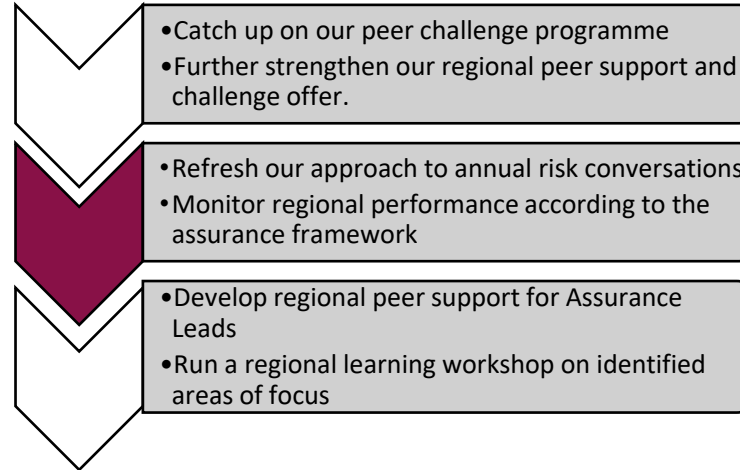 •Catch up on our peer challenge programme
•Further strengthen our regional peer support and
challenge offer.
•Refresh our approach to annual risk conversations
•Monitor regional performance according to the
assurance framework
•Develop regional peer support for Assurance
Leads
•Run a regional learning workshop on identified
areas of focus